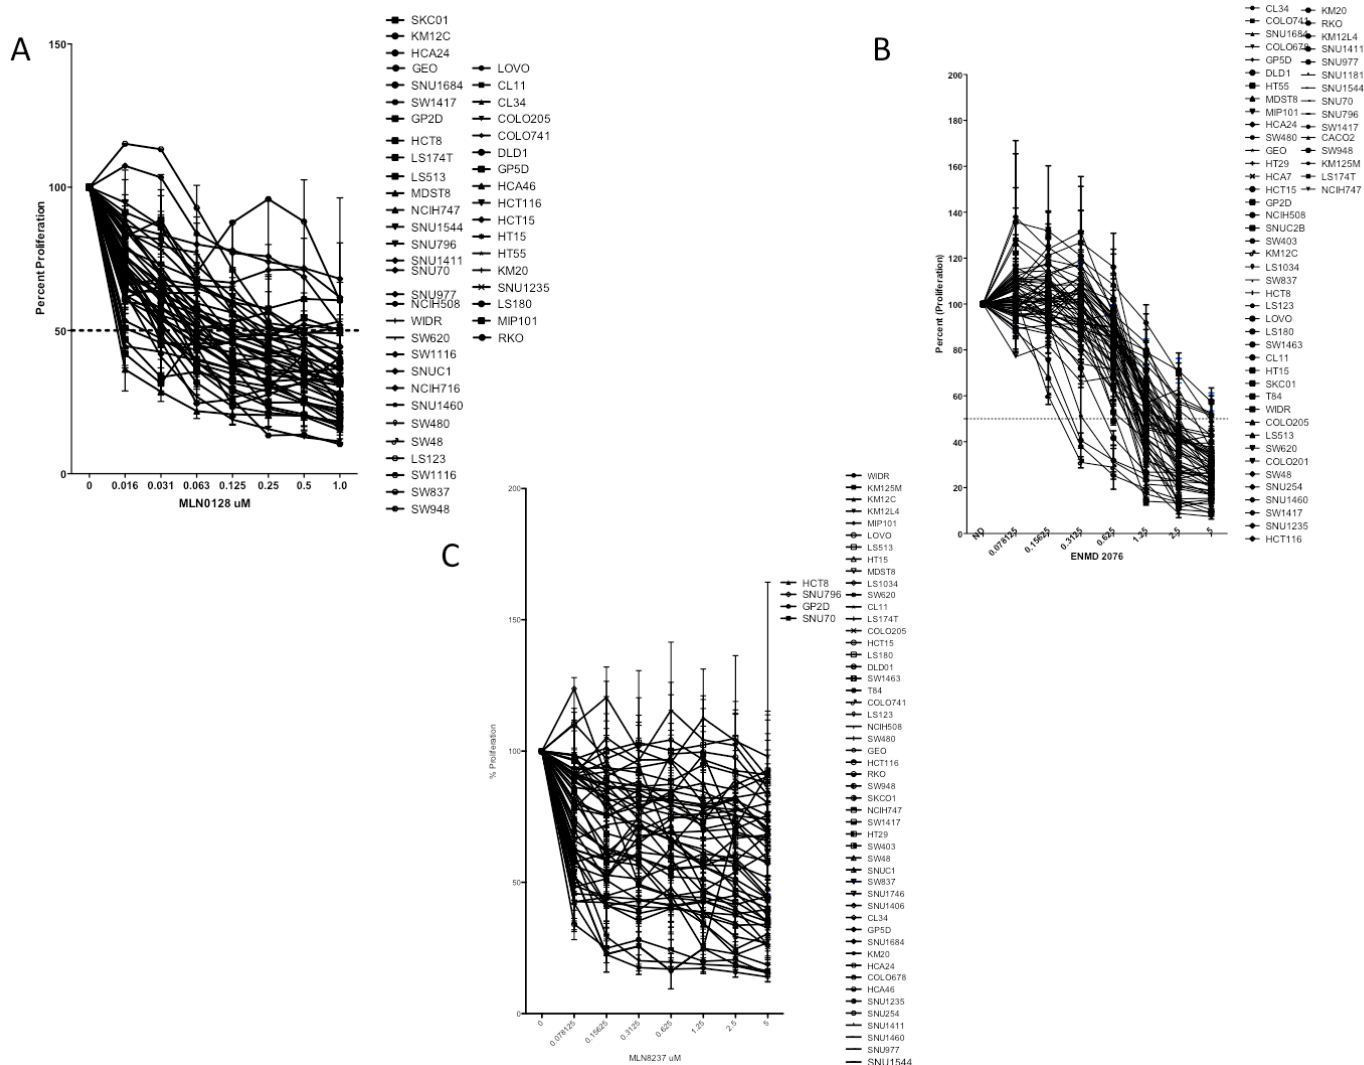 A
Percent Proliferation
150
100
50
0
0 0.016 0.031 0.063 0.125 0.25 0.5 1.0
MLN0128 uM
SKC01
KM12C
HCA24
GEO
SNU1684
SW1417
GP2D
HCT8
LS174T
LS513
MDST8
NCIH747
SNU1544
SNU796
SNU1411
SNU70
SNU977
NCIH508
WIDR
SW620
SW1116
SNUC1
NCIH716
SNU1460
SW480
SW48
LS123
SW1116
SW837
SW948
LOVO
CL11
CL34
COLO205
COLO741
DLD1
GP5D
HCA46
HCT116
HCT15
HT15
HT55
KM20
SNU1235
LS180
MIP101
RKO
B
Percent (Proliferation)
200
180
160
140
120
100
80
60
40
20
0
ND 0.078125 0.15625 0.3125 0.625 1.25 2.5 5
ENMD 2076
CL34
COLO741
SNU1684
COLO678
GP5D
DLD1
HT55
MDST8
MIP101
HCA24
SW480
GEO
HT29
HCA7
HCT15
GP2D
NCIH508
SNUC2B
SW403
KM12C
LS1034
SW837
HCT8
LS123
LOVO
LS180
SW1463
CL11
HT15
SKC01
T84
WIDR
COLO205
LS513
SW620
COLO201
SW48
SNU254
SNU1460
SW1417
SNU1235
HCT116
KM20
RKO
KM12L4
SNU1411
SNU977
SNU1181
SNU1544
SNU70
SNU796
SW1417
CACO2
SW948
KM125M
LS174T
NCIH747
C
% Proliferation
200
150
100
50
0
0 0.078125 0.15625 0.3125 0.625 1.25 2.5 5
MLN8237 uM
HCT8
SNU796
GP2D
SNU70
WIDR
KM125M
KM12C
KM12L4
MIP101
LOVO
LS513
HT15
MDST8
LS1034
SW620
CL11
LS174T
COLO205
HCT15
LS180
DLD01
SW1463
T84
COLO741
LS123
NCIH508
SW480
GEO
HCT116
RKO
SW948
SKCO1
NCIH747
SW1417
HT29
SW403
SW48
SNUC1
SW837
SNU1746
SNU1406
CL34
GP5D
SNU1684
KM20
HCA24
COLO678
HCA46
SNU1235
SNU254
SNU1411
SNU1460
SNU977
SNU1544